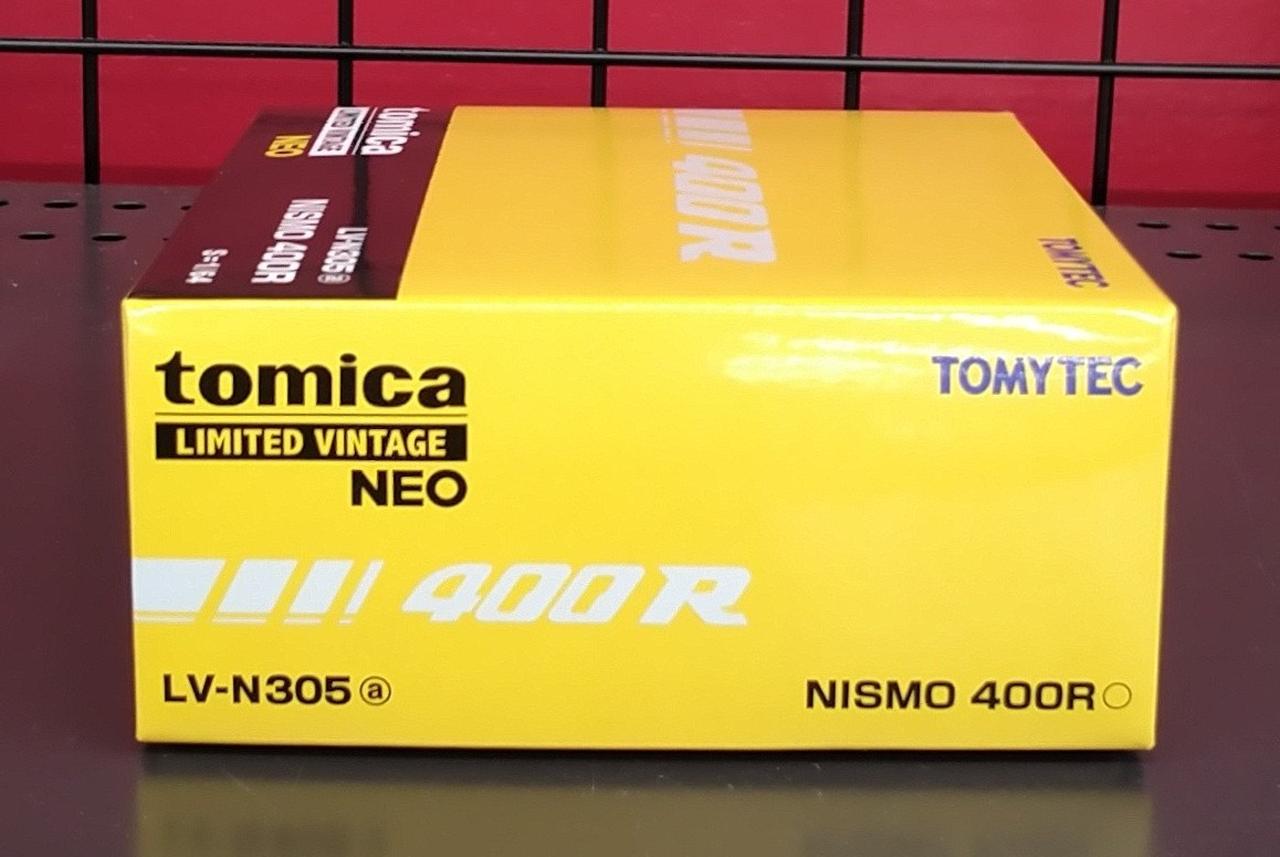 tomica
LIMITED VINTAGE
NEO
LV-N305ⓐ
NISMO 400R
S=1/64
400R
TOMYTEC
tomica
LIMITED VINTAGE
NEO
TOMYTEC
400R
LV-N305ⓐ
NISMO 400R○